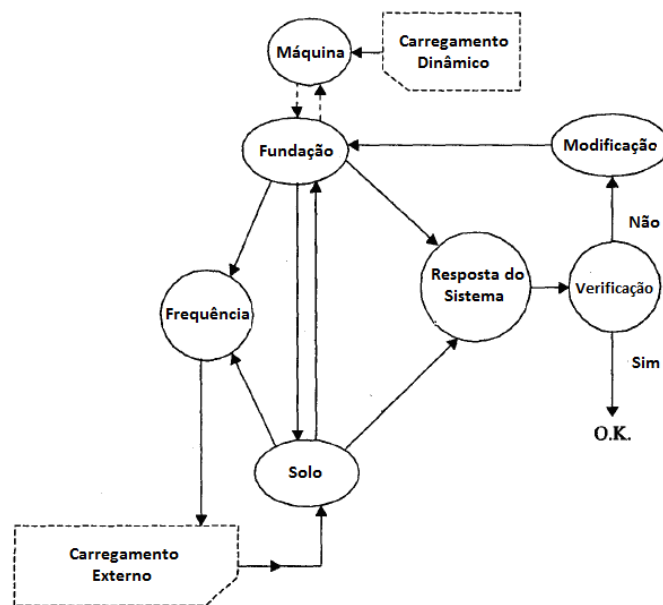 Máquina
Carregamento
Dinâmico
Fundação
Modificação
Não
Resposta do
Sistema
Verificação
Frequência
Sim
O.K.
Solo
Carregamento
Externo